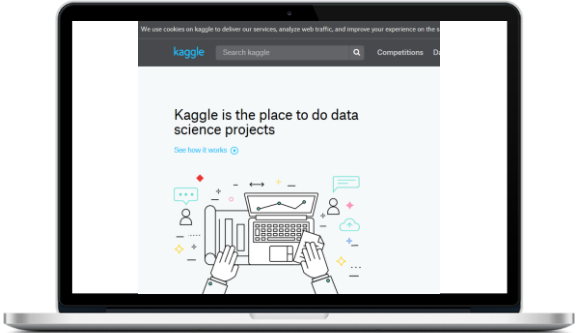 We use cookies on kaggle to deliver our services, analyze web traffic, and improve your experience on the s
kaggle Search kaggle Competitions Da
Kaggle is the place to do data
science projects
See how it works